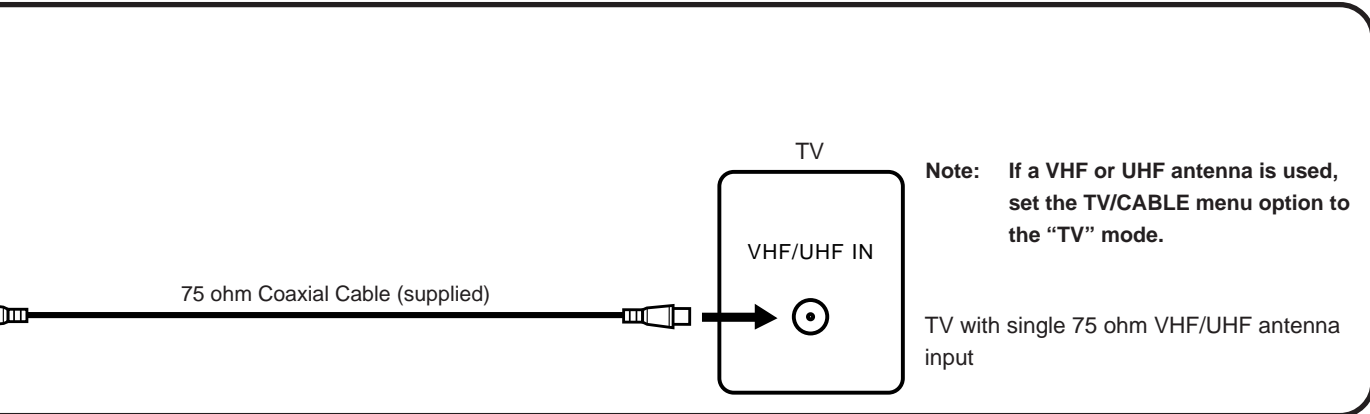 TV
Note: If a VHF or UHF antenna is used,
set the TV/CABLE menu option to
the “TV” mode.
VHF/UHF IN
75 ohm Coaxial Cable (supplied)
TV with single 75 ohm VHF/UHF antenna
input